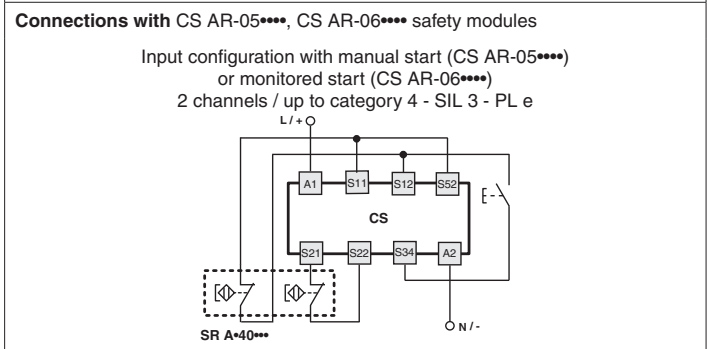 Connections with CS AR-05••••, CS AR-06•••• safety modules
Input configuration with manual start (CS AR-05••••)
or monitored start (CS AR-06••••)
2 channels / up to category 4 - SIL 3 - PL e
L / +
A1 S11 S12 S52
CS
S21 S22 S34 A2
SR A•40•••
N / -